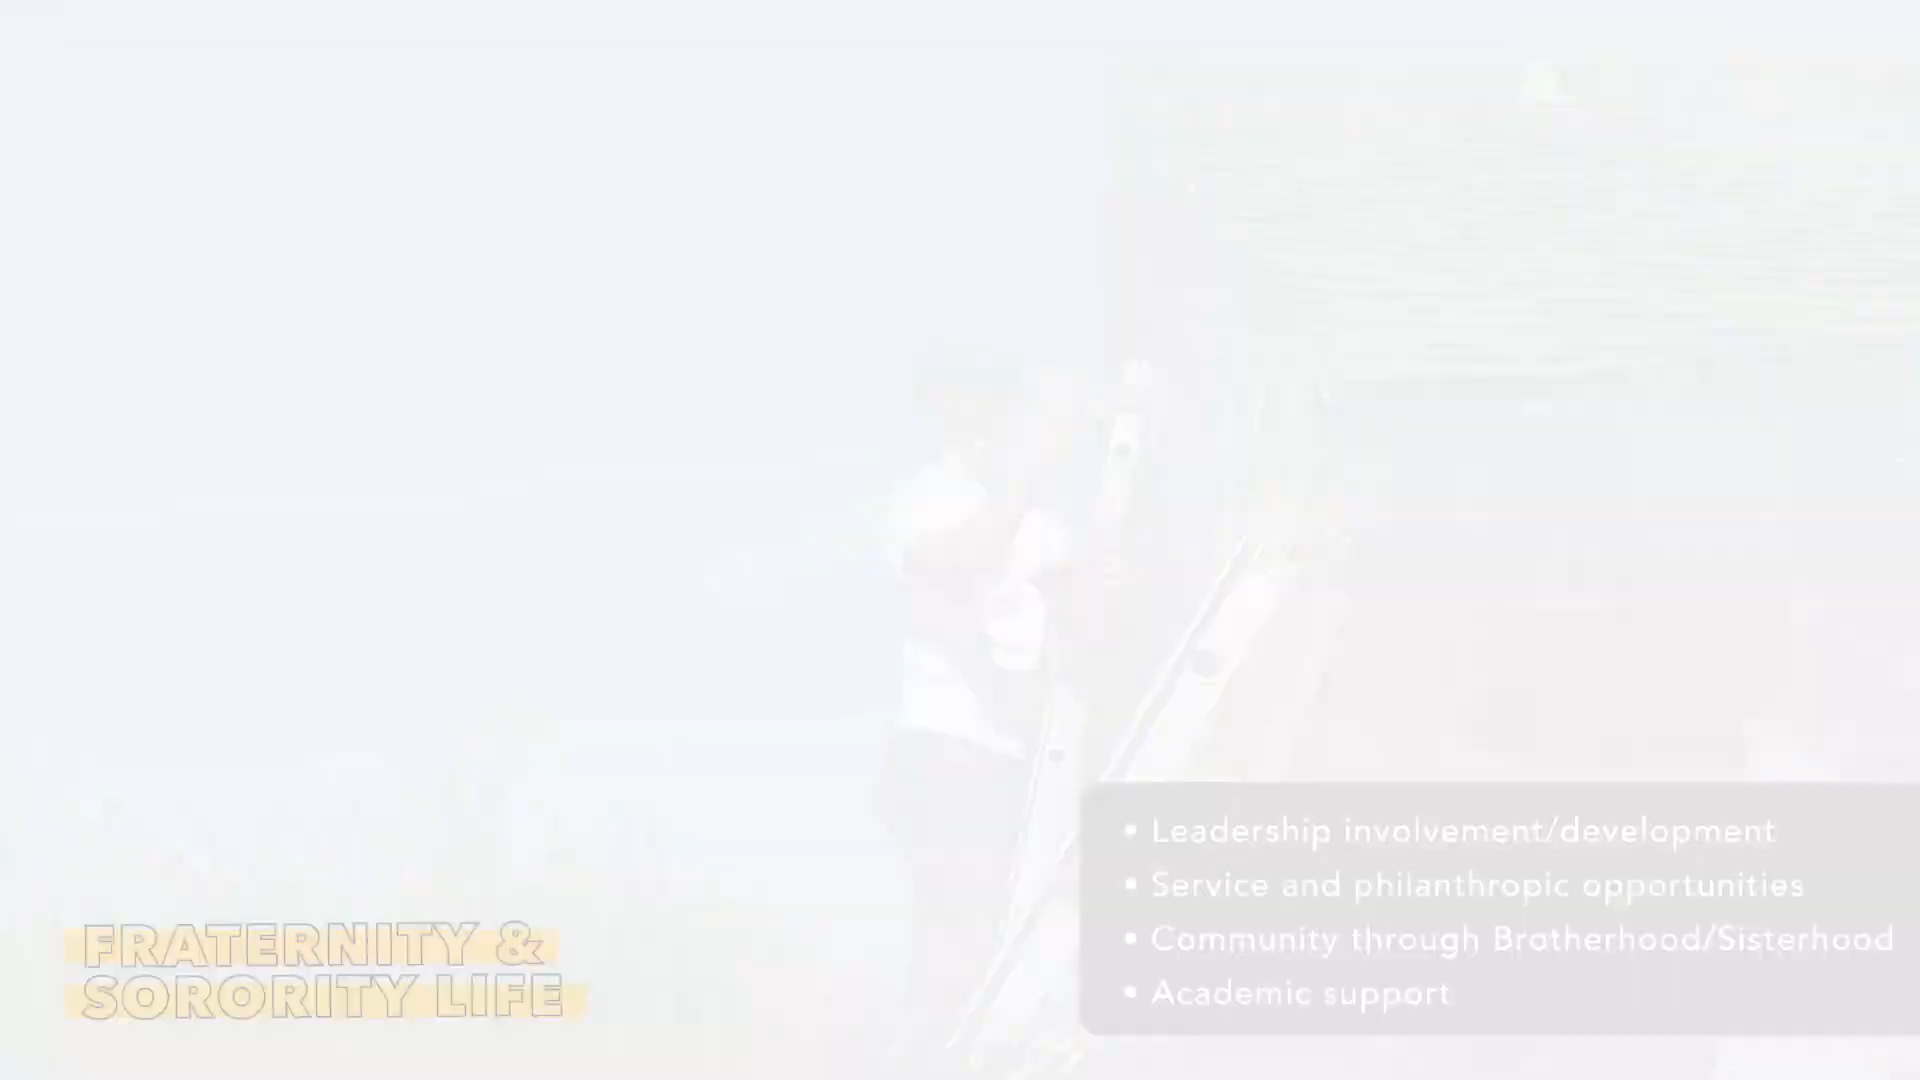 FRATERNITY &
SORORITY LIFE
• Leadership involvement/development
• Service and philanthropic opportunities
• Community through Brotherhood/Sisterhood
• Academic support